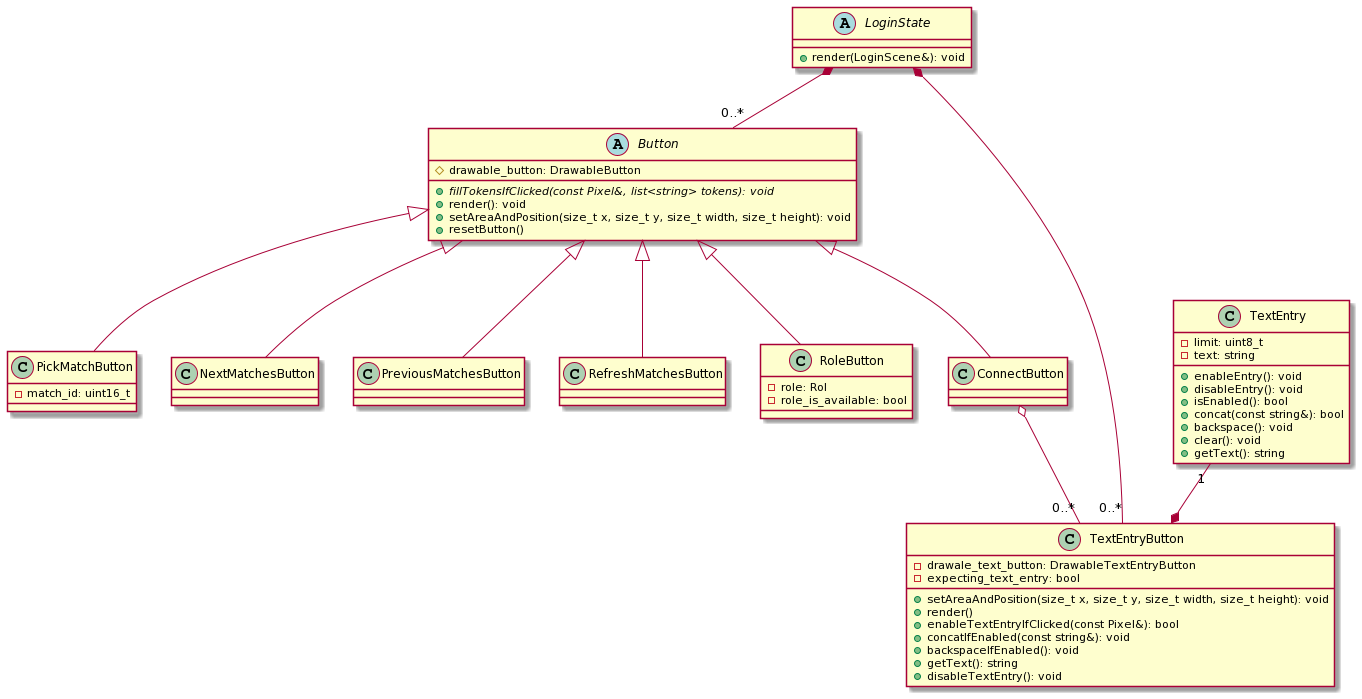 A LoginState
render(LoginScene&): void
0..*
A Button
drawable_button: DrawableButton
fillTokensIfClicked(const Pixel&, list<string> tokens): void
render(): void
setAreaAndPosition(size_t x, size_t y, size_t width, size_t height): void
resetButton()
C TextEntry
limit: uint8_t
text: string
enableEntry(): void
disableEntry(): void
isEnabled(): bool
concat(const string&): bool
backspace(): void
clear(): void
getText(): string
C PickMatchButton
match_id: uint16_t
C NextMatchesButton
C PreviousMatchesButton
C RefreshMatchesButton
C RoleButton
role: Rol
role_is_available: bool
C ConnectButton
1
0..*
0..*
C TextEntryButton
drawale_text_button: DrawableTextEntryButton
expecting_text_entry: bool
setAreaAndPosition(size_t x, size_t y, size_t width, size_t height): void
render()
enableTextEntryIfClicked(const Pixel&): bool
concatIfEnabled(const string&): void
backspaceIfEnabled(): void
getText(): string
disableTextEntry(): void